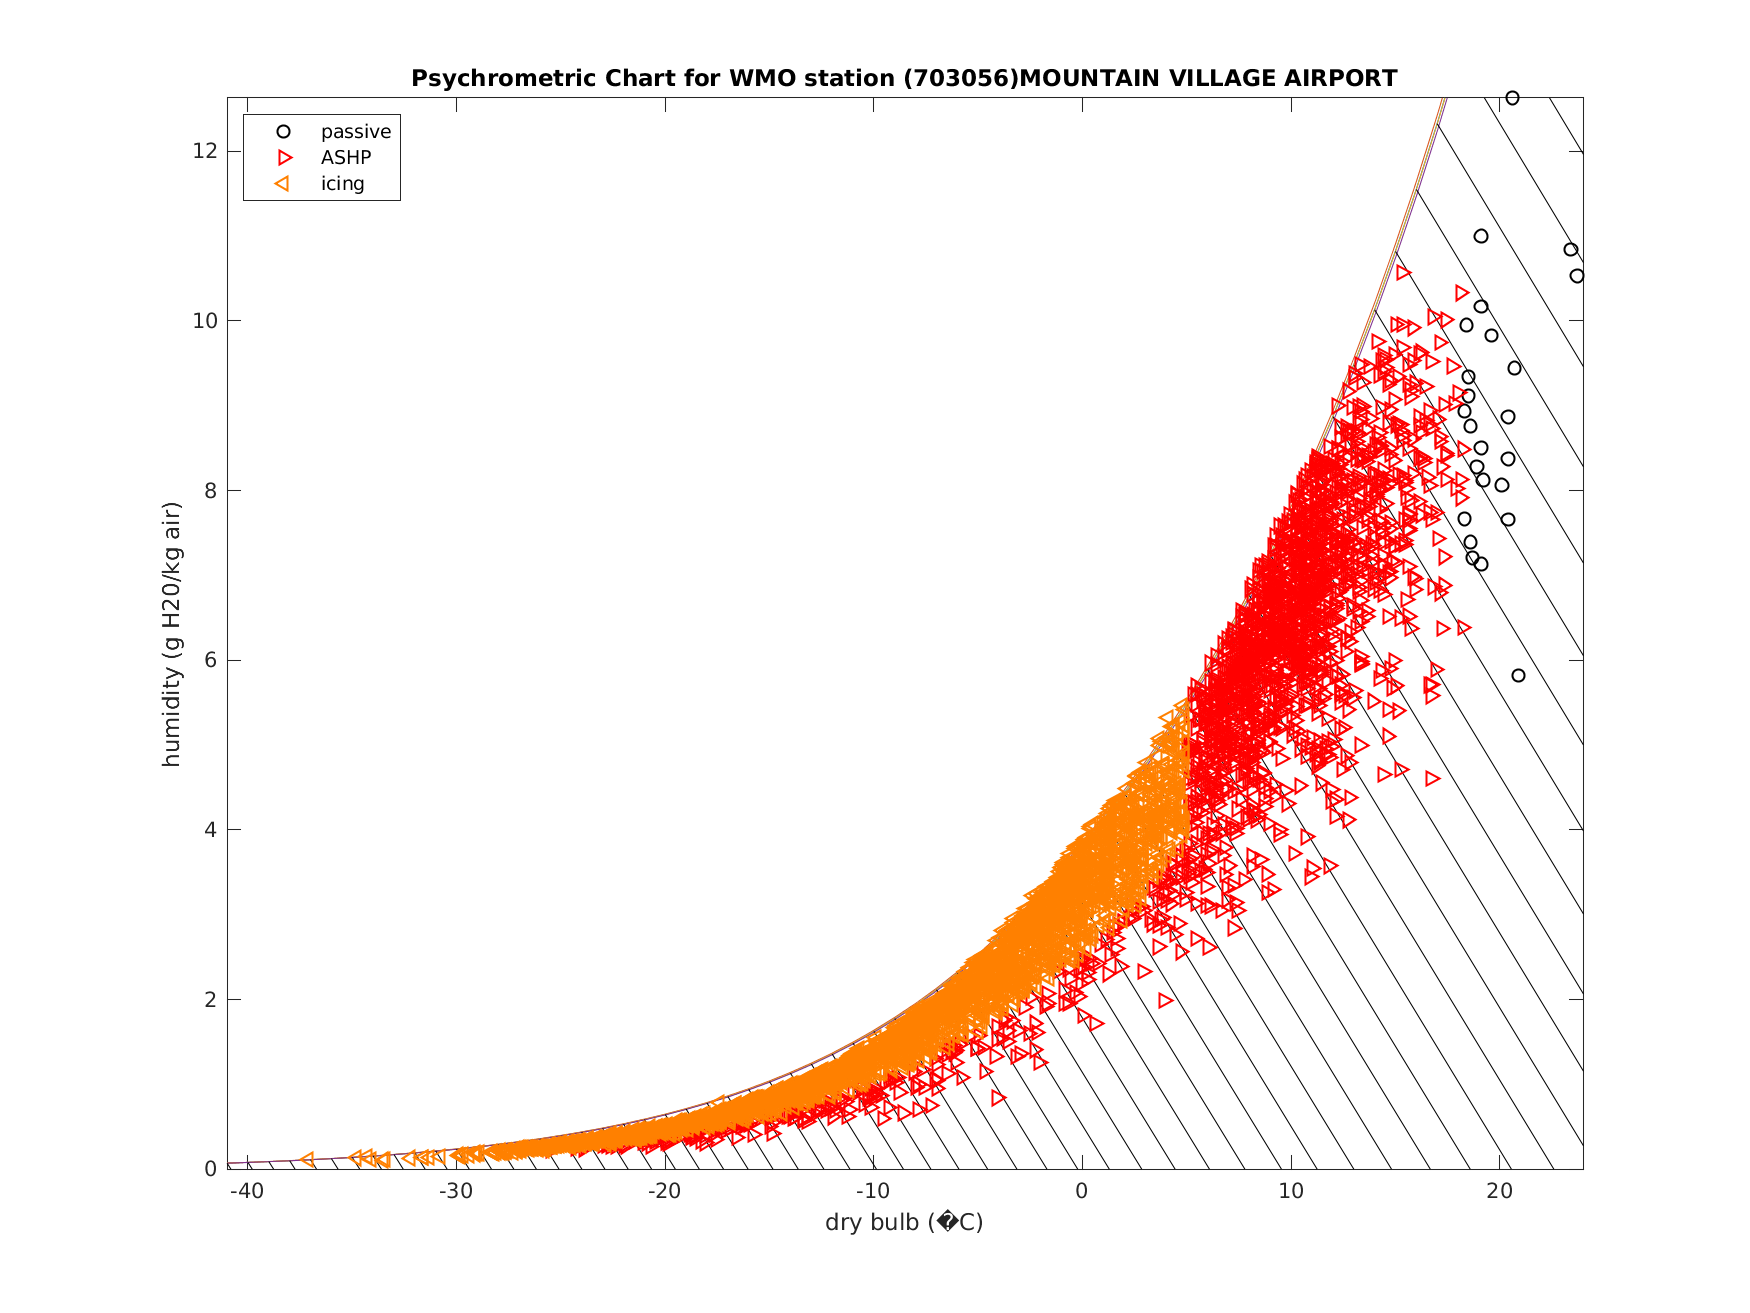 Psychrometric Chart for WMO station (703056)MOUNTAIN VILLAGE AIRPORT
passive
ASHP
icing
humidity (g H20/kg air)
12
10
8
6
4
2
0
-40 -30 -20 -10 0 10 20
dry bulb (�C)